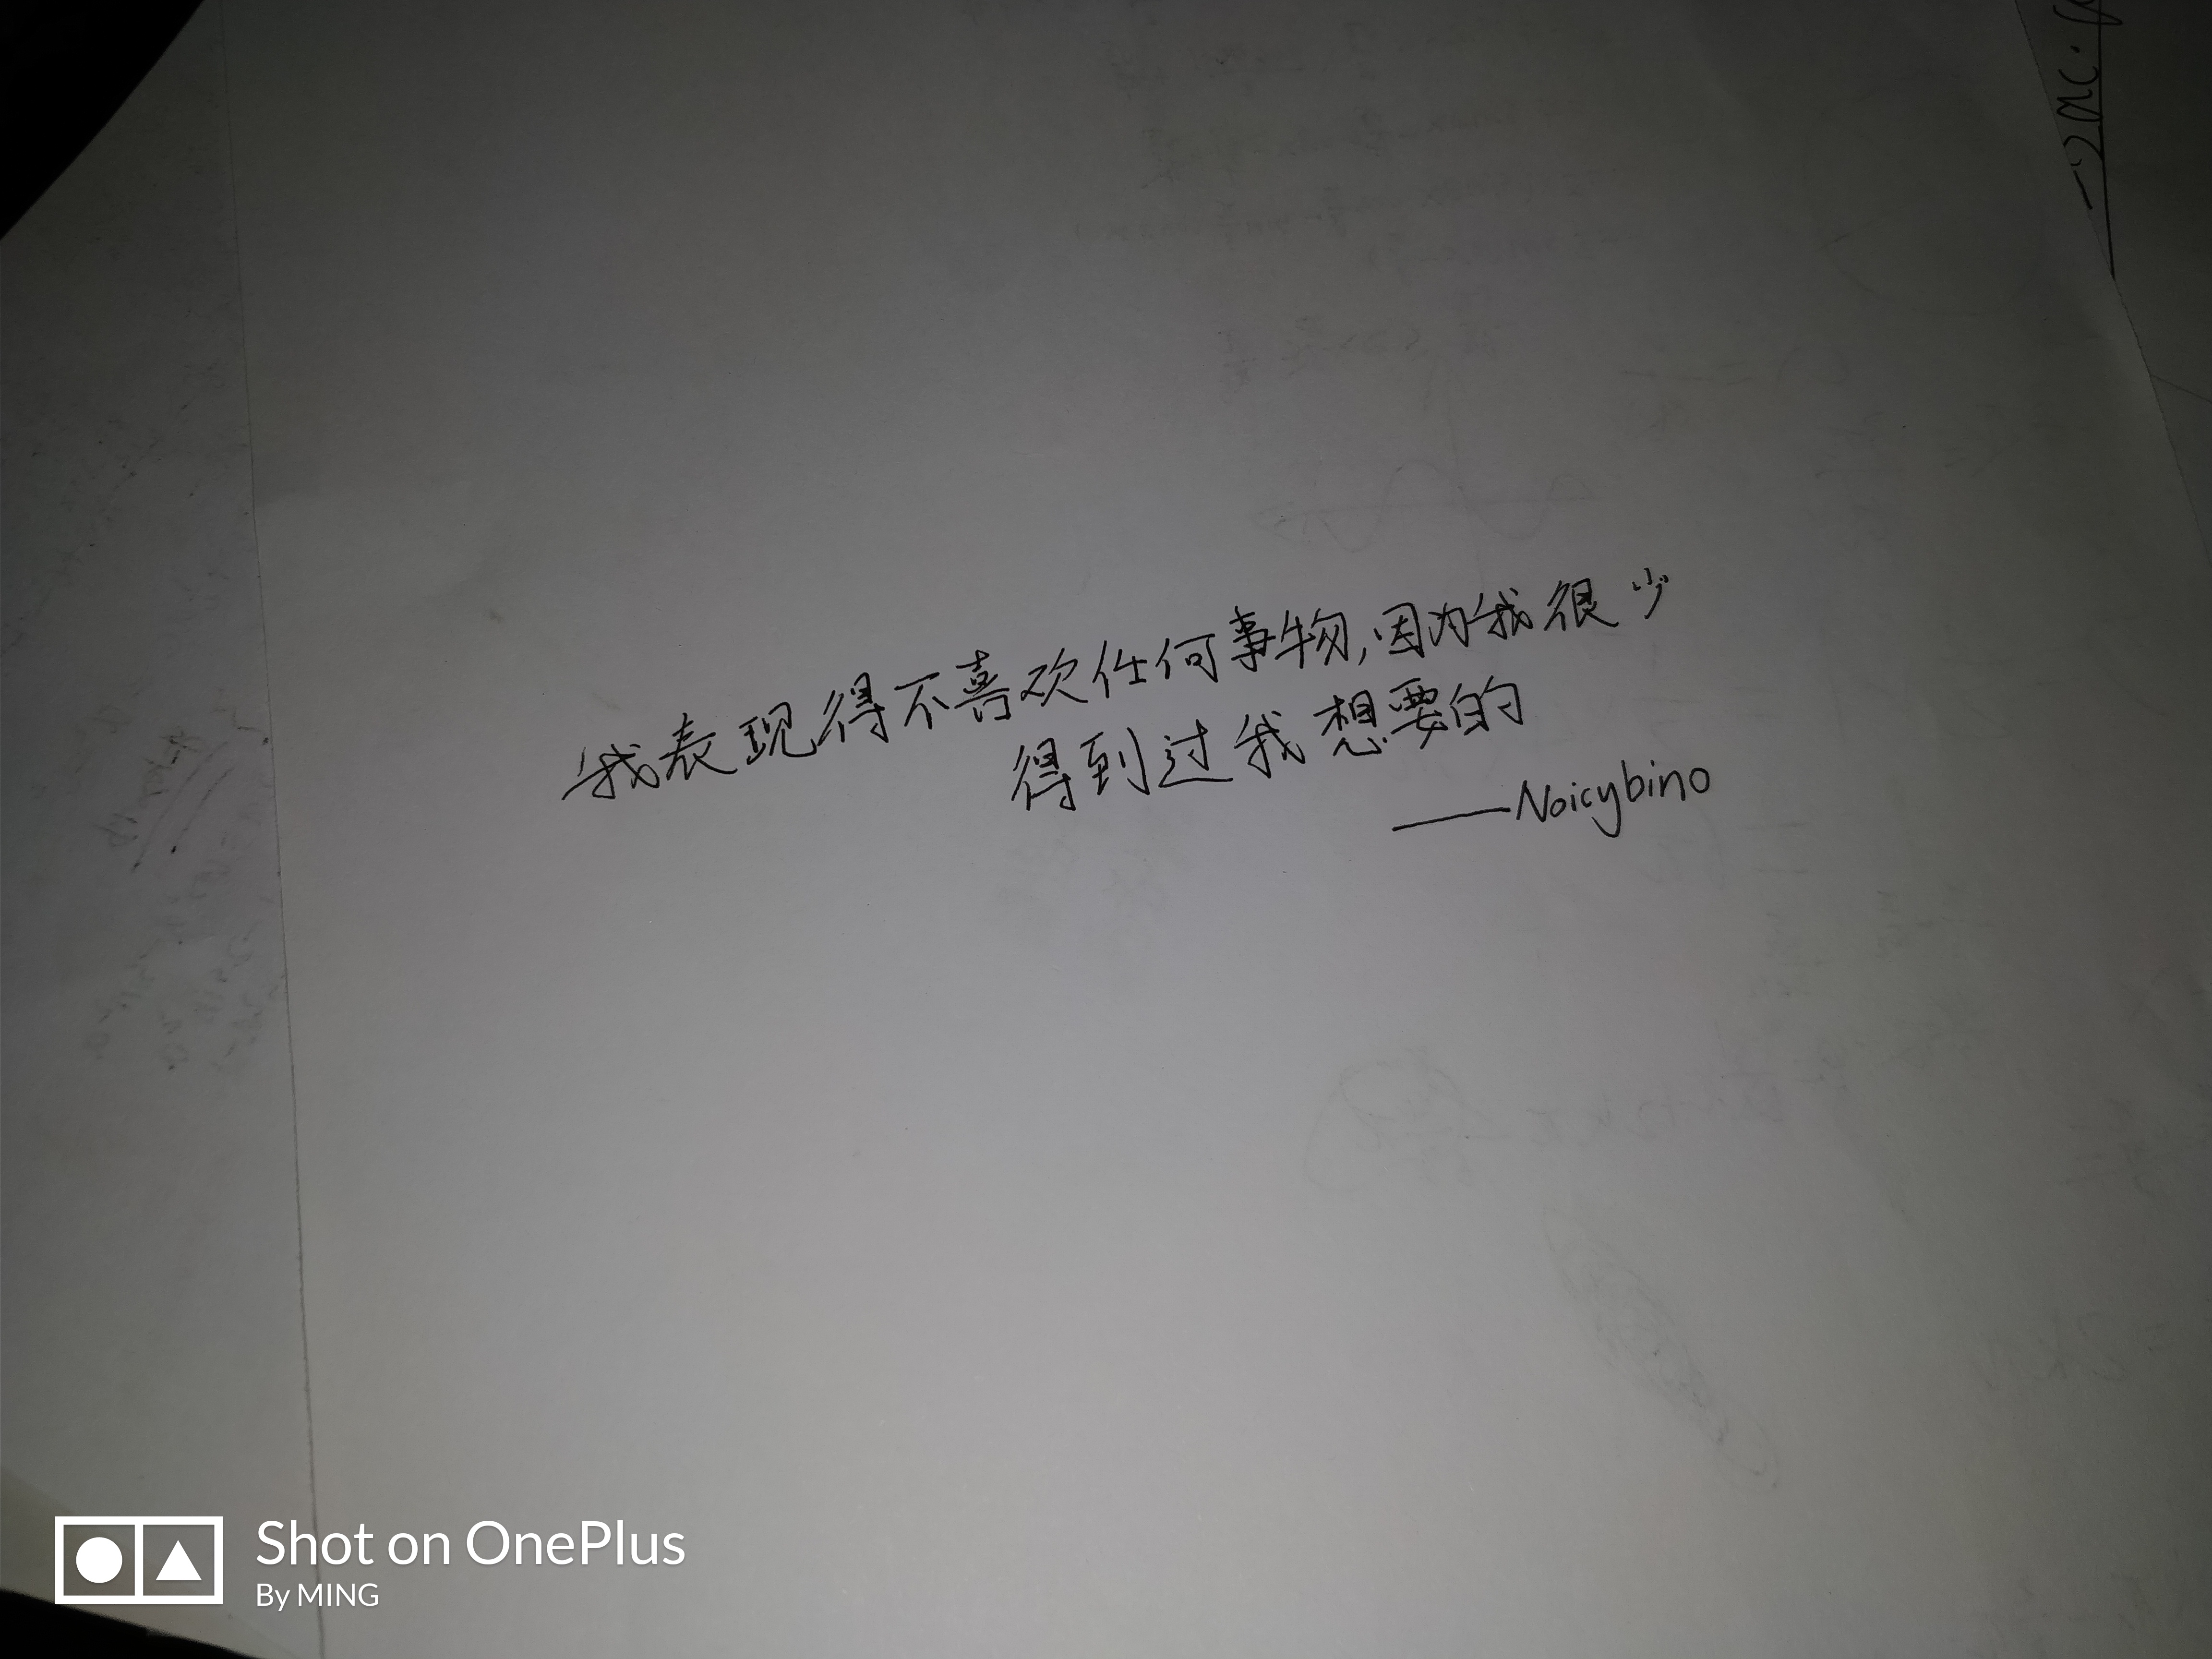 我表现得不喜欢任何事物,因为我很少
得到过我想要的
——Noicybino
Shot on OnePlus
By MING